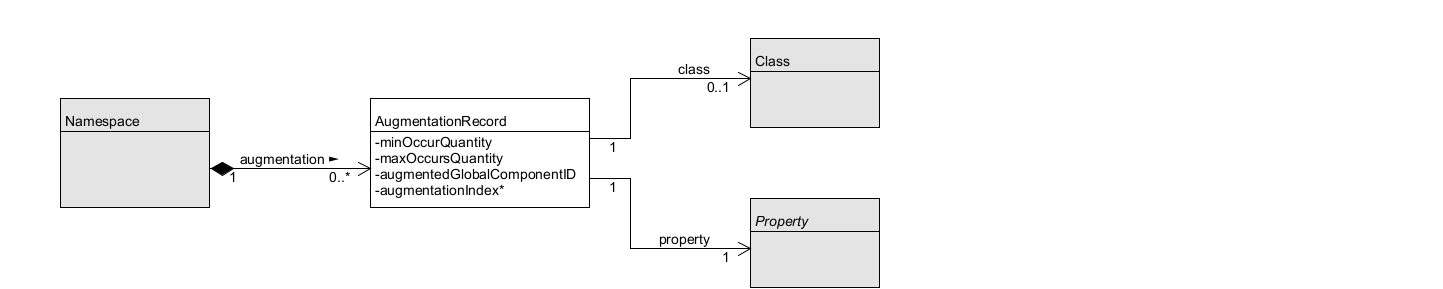 Namespace
augmentation ►
1
0..*
AugmentationRecord
-minOccurQuantity
-maxOccursQuantity
-augmentedGlobalComponentID
-augmentationIndex*
1
class
0..1
Class
1
property
1
Property